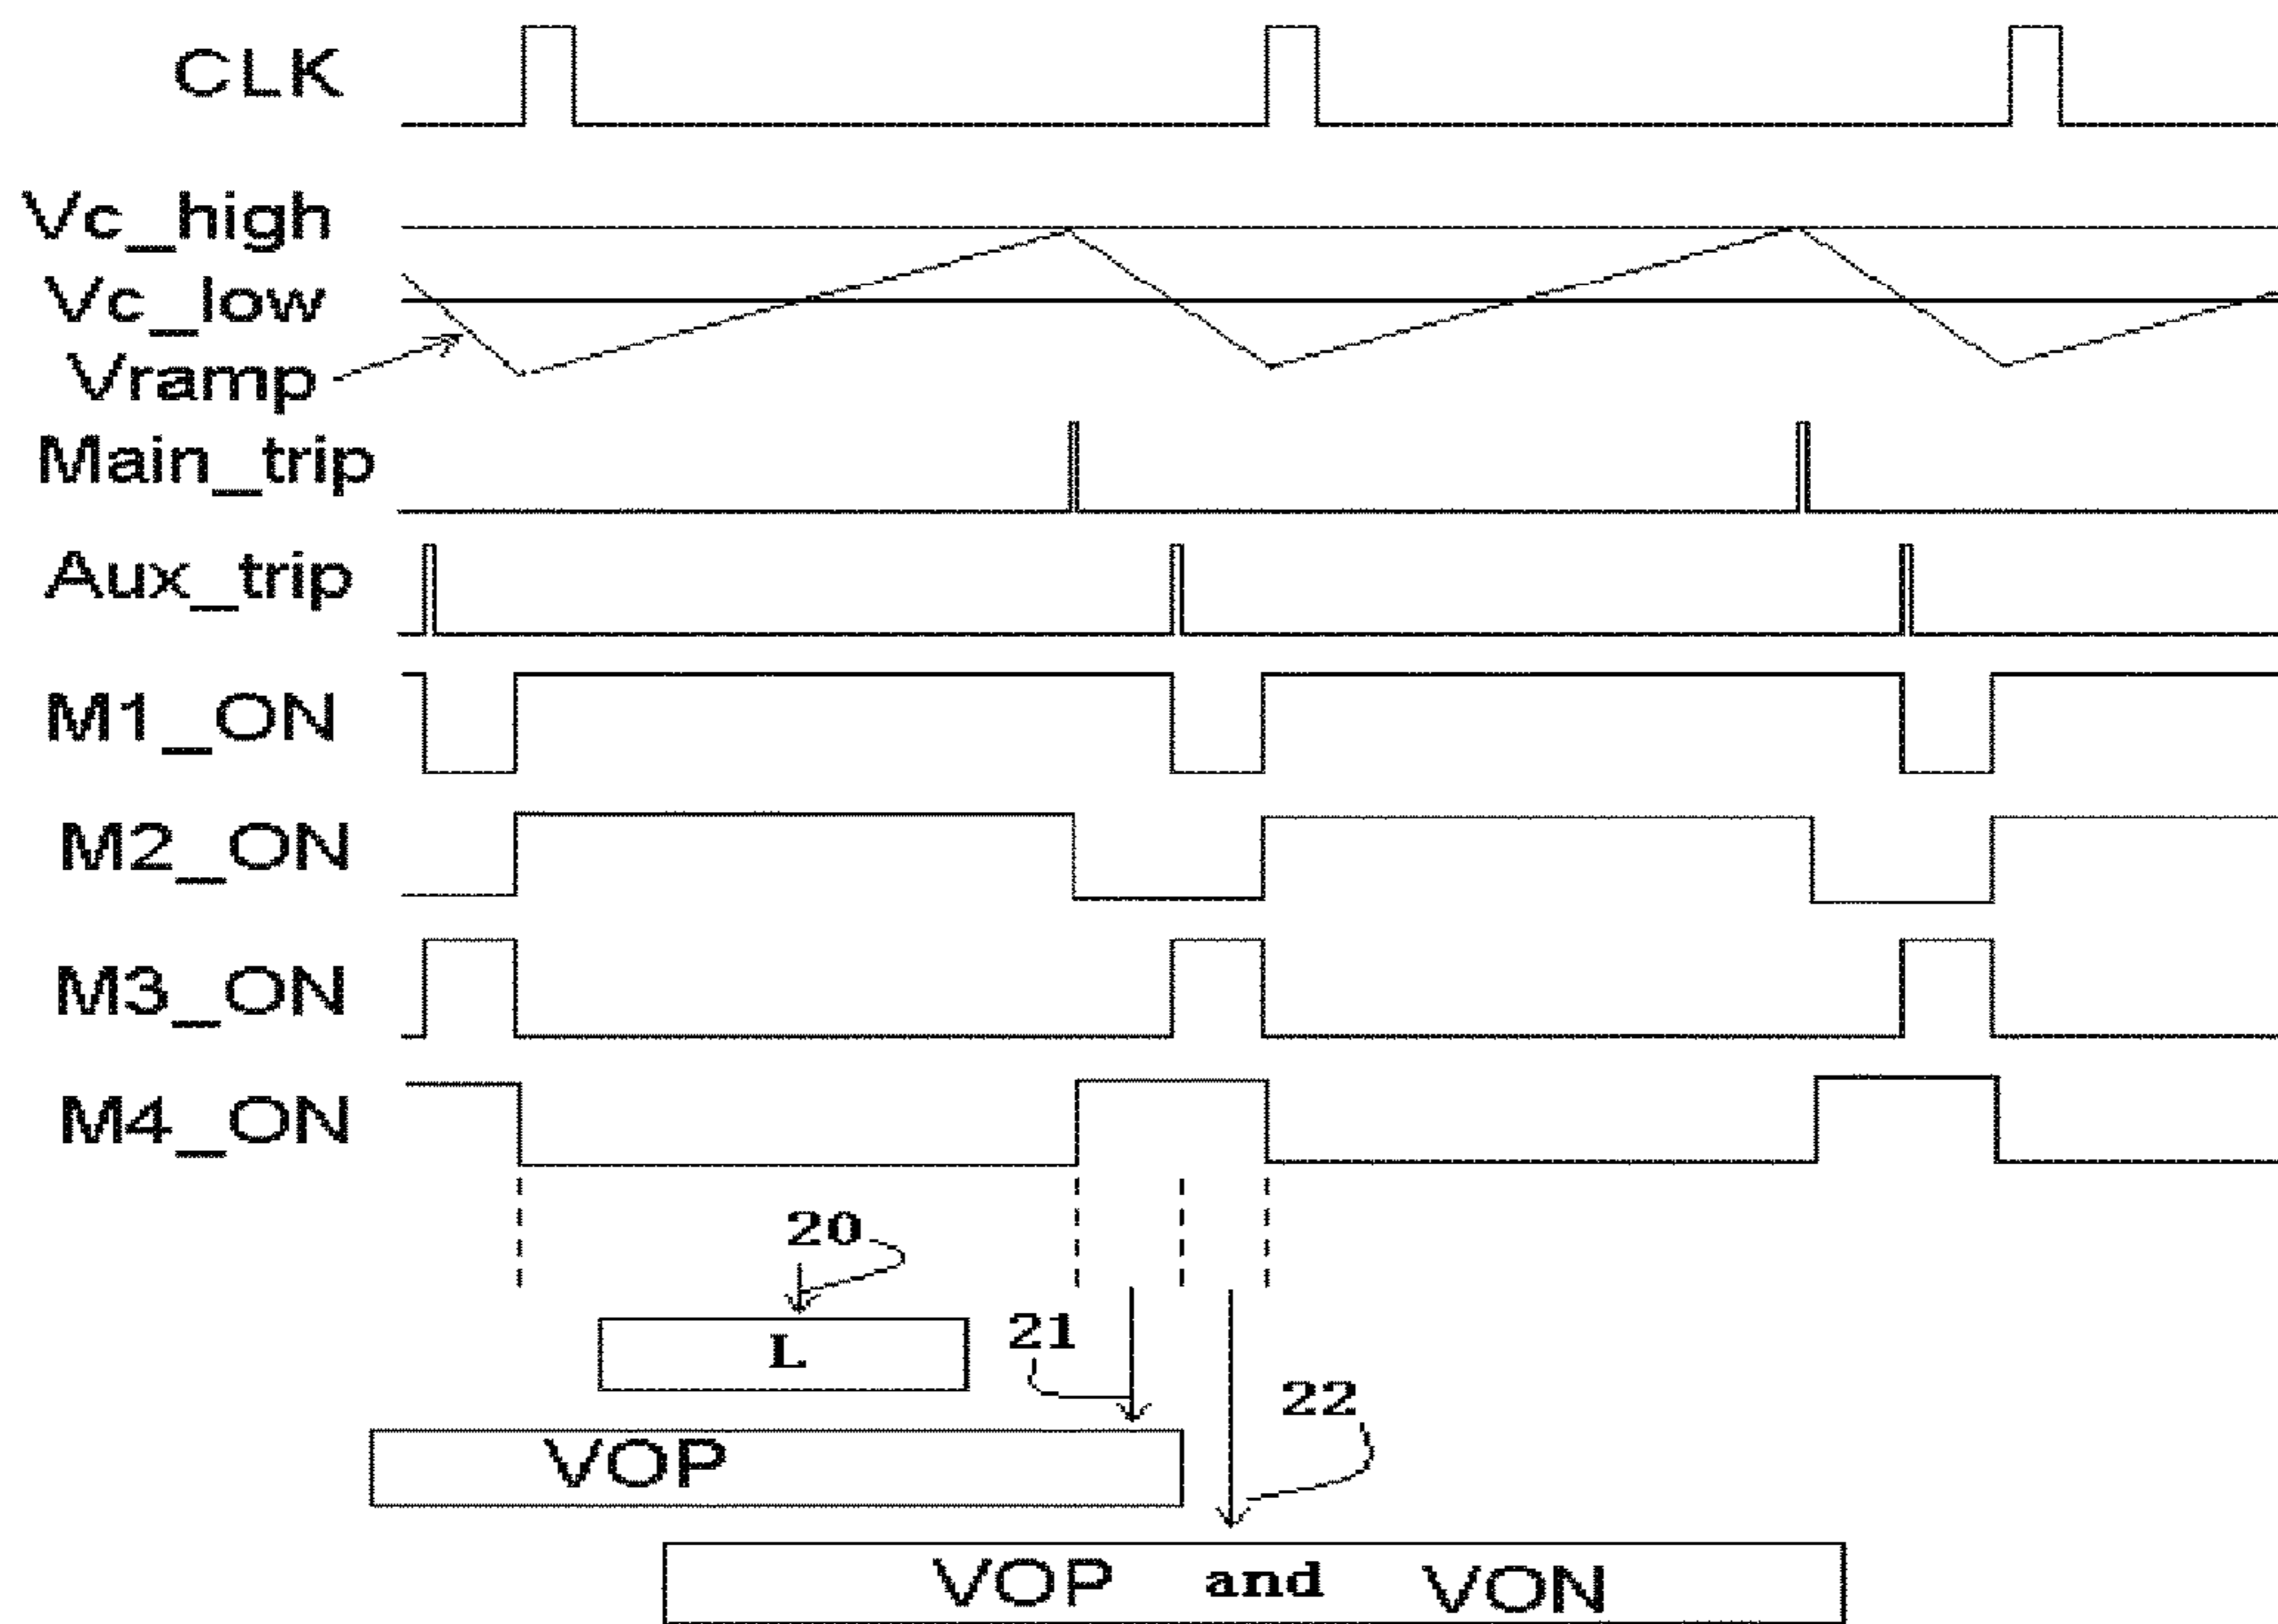 CLK
Vc_high
Vc_low
Vramp
Main_trip
Aux_trip
M1_ON
M2_ON
M3_ON
M4_ON
20
L
21
22
VOP
VOP and VON